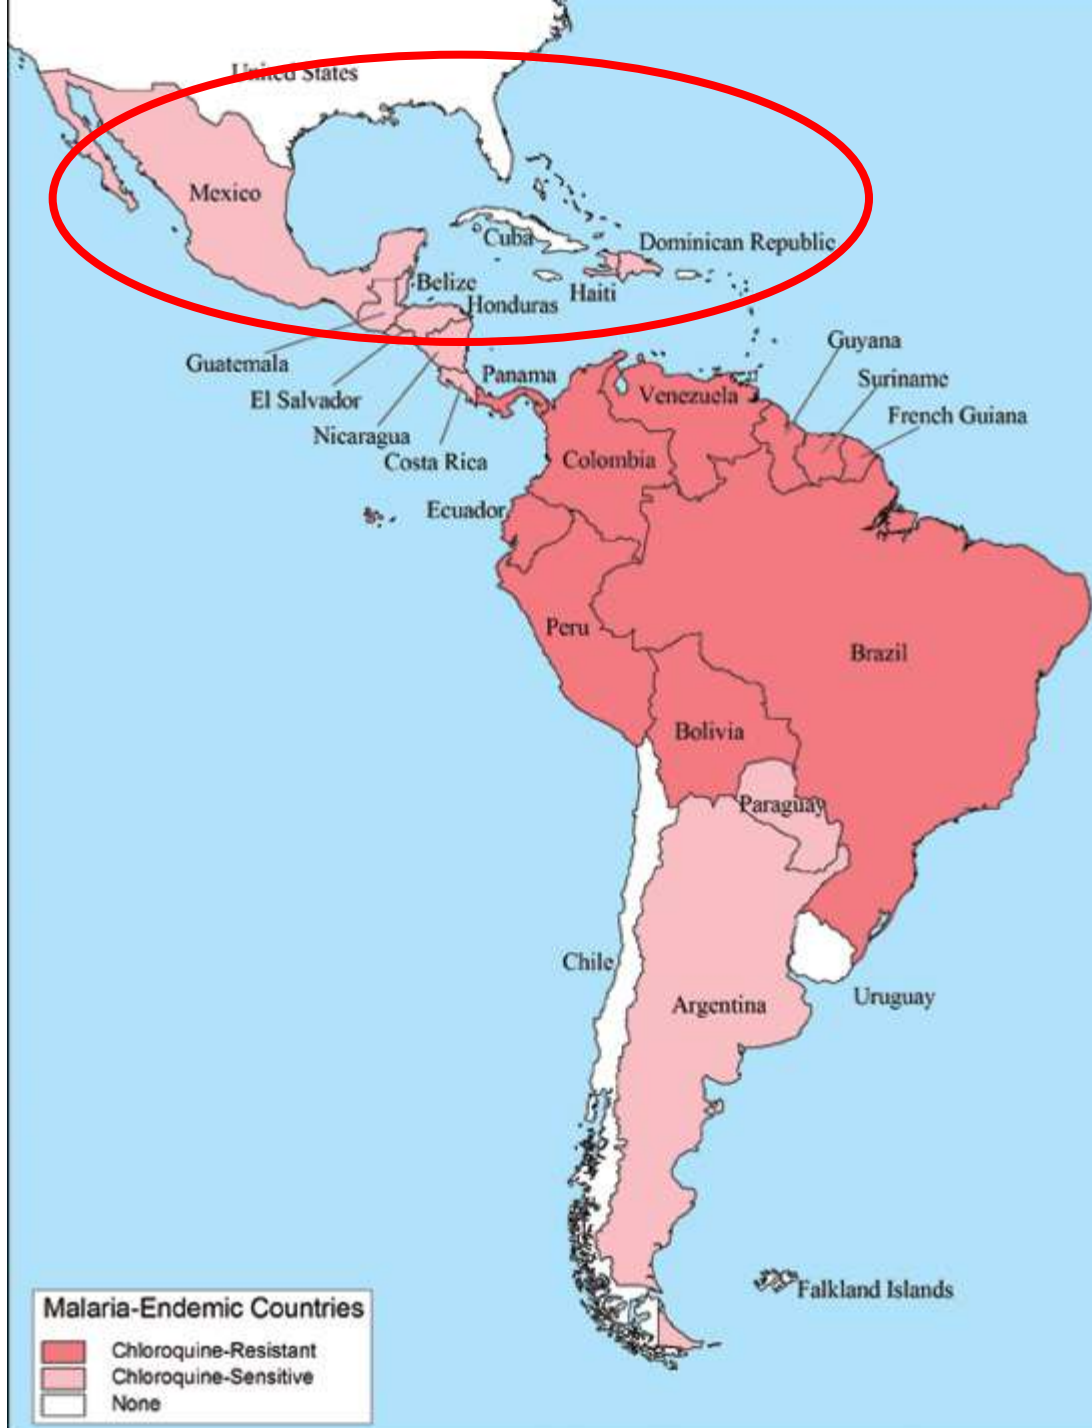 United States
Mexico
Cuba
Dominican Republic
Belize
Haiti
Honduras
Guatemala
El Salvador
Nicaragua
Costa Rica
Panama
Venezuela
Guyana
Suriname
French Guiana
Colombia
Ecuador
Peru
Brazil
Bolivia
Paraguay
Chile
Argentina
Uruguay
Falkland Islands
Malaria-Endemic Countries
Chloroquine-Resistant
Chloroquine-Sensitive
None